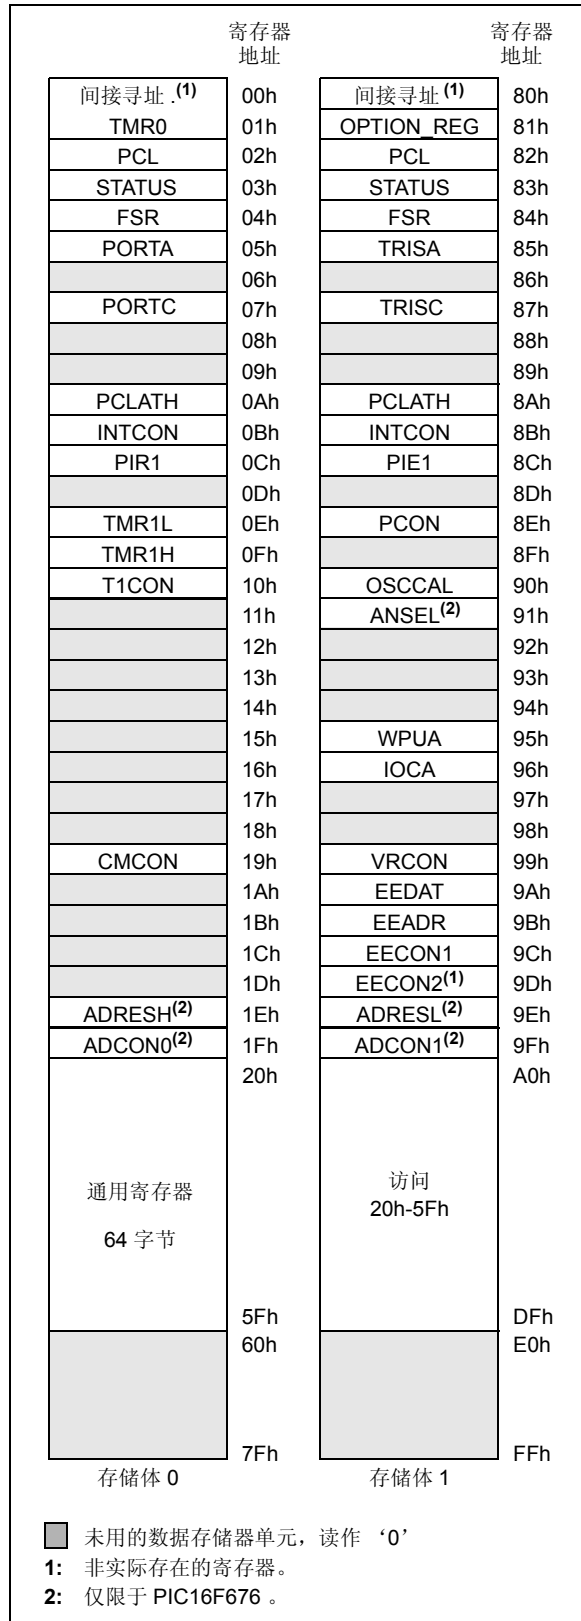 寄存器 寄存器
地址 地址
间接寻址 .(1) 00h 间接寻址 (1) 80h
TMR0 01h OPTION_REG 81h
PCL 02h PCL 82h
STATUS 03h STATUS 83h
FSR 04h FSR 84h
PORTA 05h TRISA 85h
06h 86h
PORTC 07h TRISC 87h
08h 88h
09h 89h
PCLATH 0Ah PCLATH 8Ah
INTCON 0Bh INTCON 8Bh
PIR1 0Ch PIE1 8Ch
0Dh 8Dh
TMR1L 0Eh PCON 8Eh
TMR1H 0Fh 8Fh
T1CON 10h OSCCAL 90h
11h ANSEL(2) 91h
12h 92h
13h 93h
14h 94h
15h WPUA 95h
16h IOCA 96h
17h 97h
18h 98h
CMCON 19h VRCON 99h
1Ah EEDAT 9Ah
1Bh EEADR 9Bh
1Ch EECON1 9Ch
1Dh EECON2(1) 9Dh
ADRESH(2) 1Eh ADRESL(2) 9Eh
ADCON0(2) 1Fh ADCON1(2) 9Fh
20h A0h
通用寄存器 访问
64 字节 20h-5Fh
5Fh DFh
60h E0h
7Fh FFh
存储体 0 存储体 1
未用的数据存储器单元，读作 ‘0’
1: 非实际存在的寄存器。
2: 仅限于 PIC16F676 。